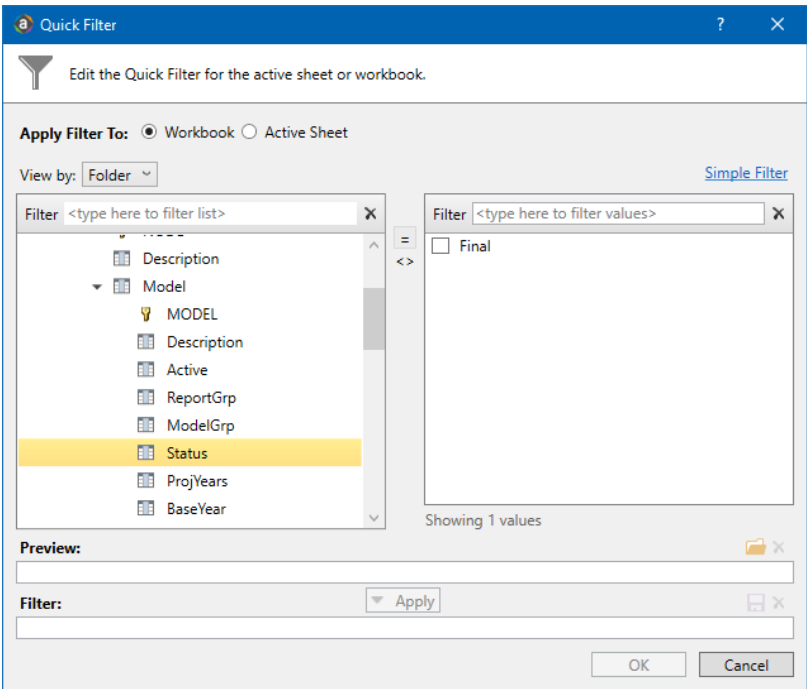 Quick Filter
Edit the Quick Filter for the active sheet or workbook.
Apply Filter To: Workbook Active Sheet
View by: Folder
Simple Filter
Filter <type here to filter list>
Description
Model
MODEL
Description
Active
ReportGrp
ModelGrp
Status
ProjYears
BaseYear
=
<>
Filter <type here to filter values>
Final
Showing 1 values
Preview:
Filter:
Apply
OK Cancel